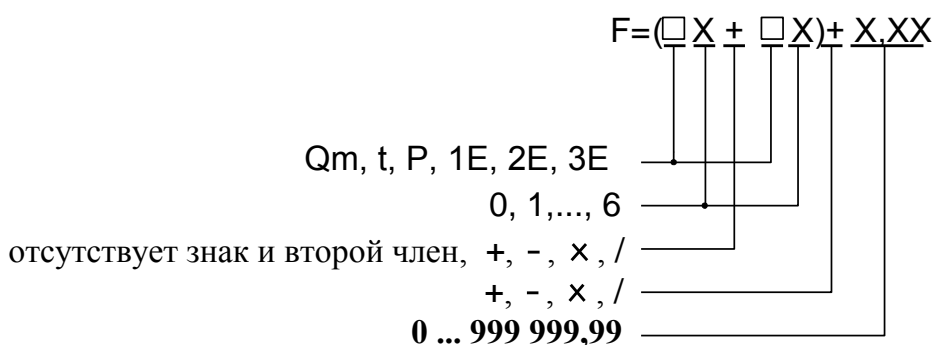 F=(□ X + □ X)+ X,XX
Qm, t, P, 1E, 2E, 3E
0, 1,..., 6
отсутствует знак и второй член, +, -, ×, /
+, -, ×, /
0 ... 999 999,99